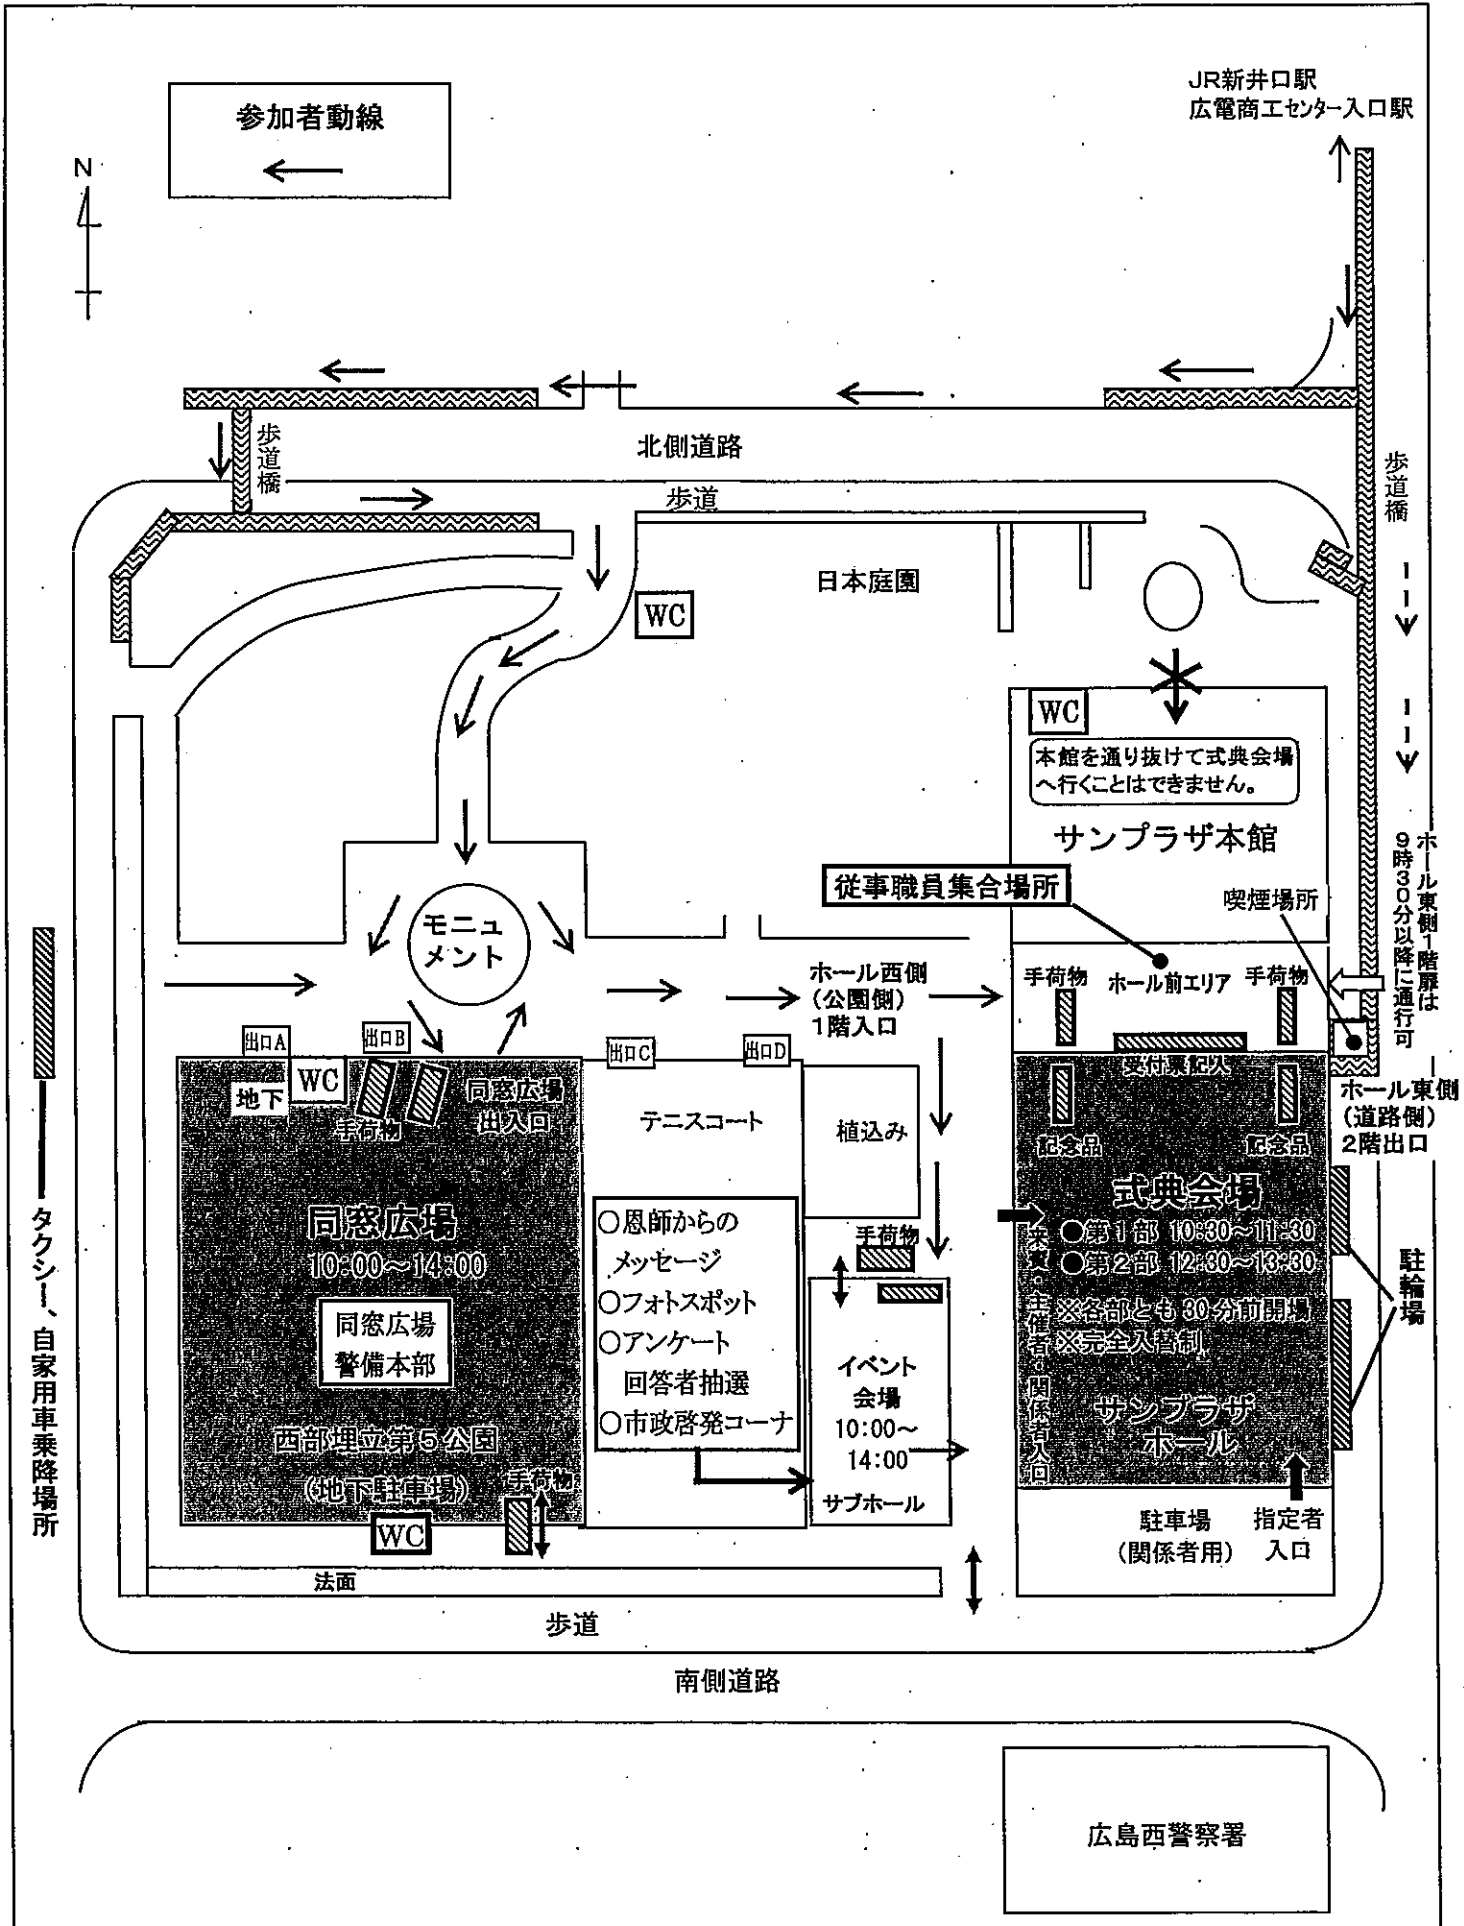 JR新井口駅
広電商工センター入口駅
参加者動線
N
北側道路
歩道橋
歩道
歩道橋
日本庭園
WC
WC
本館を通り抜けて式典会場
へ行くことはできません。
サンプラザ本館
ホール東側1階扉は
9時30分以降に通行可
従事職員集合場所
喫煙場所
モニュ
メント
ホール西側
(公園側)
1階入口
手荷物
ホール前エリア
手荷物
出口A
出口B
出口C
出口D
地下
WC
手荷物
同窓広場
出入口
テニスコート
植込み
受付票記入
記念品
記念品
ホール東側
(道路側)
2階出口
同窓広場
10:00～14:00
同窓広場
警備本部
西部埋立第5公園
(地下駐車場)
手荷物
WC
○恩師からの
メッセージ
○フォトスポット
○アンケート
回答者抽選
○市政啓発コーナ
手荷物
イベント
会場
10:00～
14:00
サブホール
式典会場
●第1部 10:30～11:30
●第2部 12:30～13:30
※各部とも30分前開場
※完全入替制
サンプラザ
ホール
来賓・主催者・関係者入口
駐輪場
駐車場
(関係者用)
指定者
入口
タクシー、自家用車乗降場所
法面
歩道
南側道路
広島西警察署